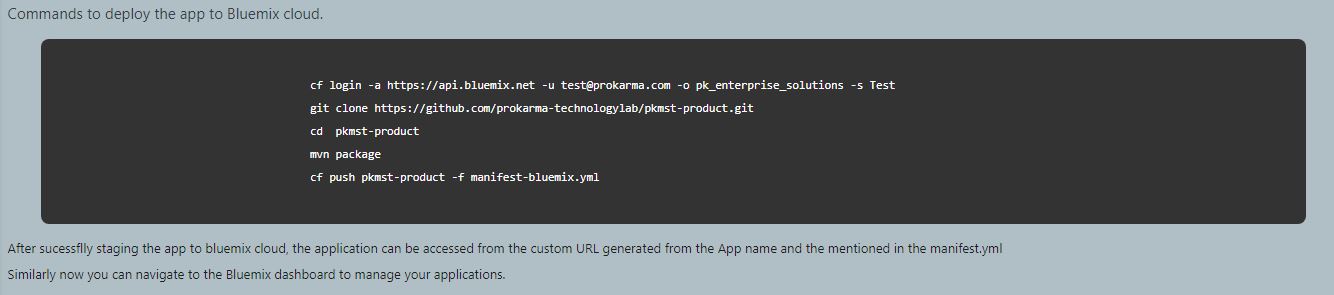 Commands to deploy the app to Bluemix cloud.
cf login -a https://api.bluemix.net -u test@prokarma.com -o pk_enterprise_solutions -s Test
git clone https://github.com/prokarma-technologylab/pkmst-product.git
cd  pkmst-product
mvn package
cf push pkmst-product -f manifest-bluemix.yml
After sucessflly staging the app to bluemix cloud, the application can be accessed from the custom URL generated from the App name and the mentioned in the manifest.yml
Similarly now you can navigate to the Bluemix dashboard to manage your applications.